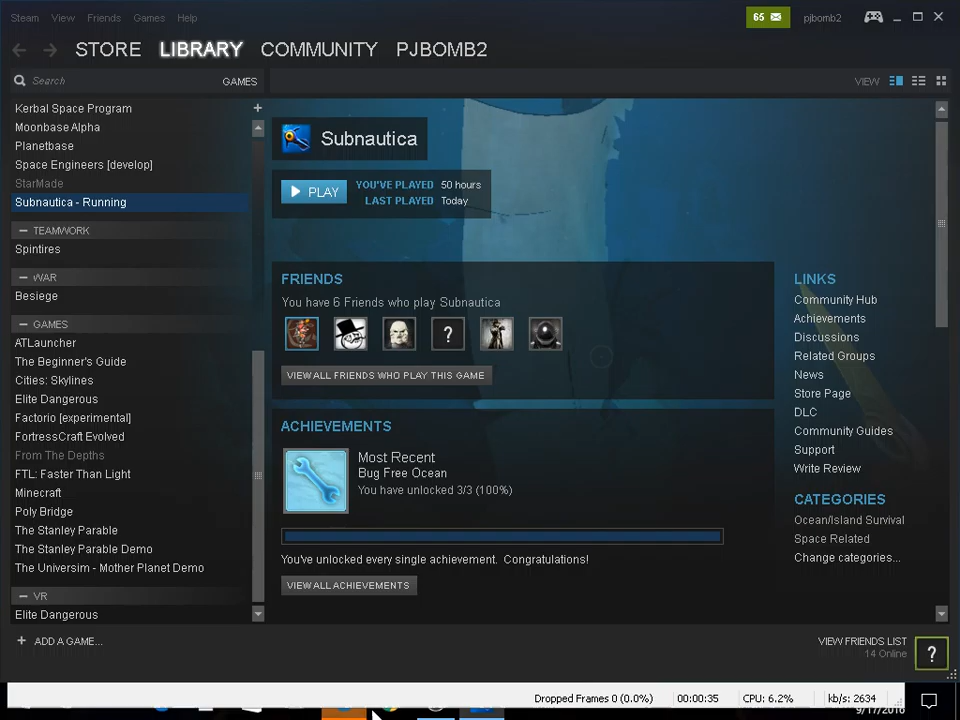 Steam View Friends Games Help
65 pjbomb2
STORE LIBRARY COMMUNITY PJBOMB2
Search GAMES VIEW
Kerbal Space Program
Moonbase Alpha
Planetbase
Space Engineers [develop]
StarMade
Subnautica - Running
TEAMWORK
Spintires
WAR
Besiege
GAMES
ATLauncher
The Beginner's Guide
Cities: Skylines
Elite Dangerous
Factorio [experimental]
FortressCraft Evolved
From The Depths
FTL: Faster Than Light
Minecraft
Poly Bridge
The Stanley Parable
The Stanley Parable Demo
The Universim - Mother Planet Demo
VR
Elite Dangerous
+ ADD A GAME...
Subnautica
PLAY
YOU'VE PLAYED 50 hours
LAST PLAYED Today
FRIENDS
You have 6 Friends who play Subnautica
?
VIEW ALL FRIENDS WHO PLAY THIS GAME
ACHIEVEMENTS
Most Recent
Bug Free Ocean
You have unlocked 3/3 (100%)
You've unlocked every single achievement. Congratulations!
VIEW ALL ACHIEVEMENTS
LINKS
Community Hub
Achievements
Discussions
Related Groups
News
Store Page
DLC
Community Guides
Support
Write Review
CATEGORIES
Ocean/Island Survival
Space Related
Change categories...
VIEW FRIENDS LIST
14 Online
?
Dropped Frames 0 (0.0%) 00:00:35 CPU: 6.2% kb/s: 2634
9/17/2016